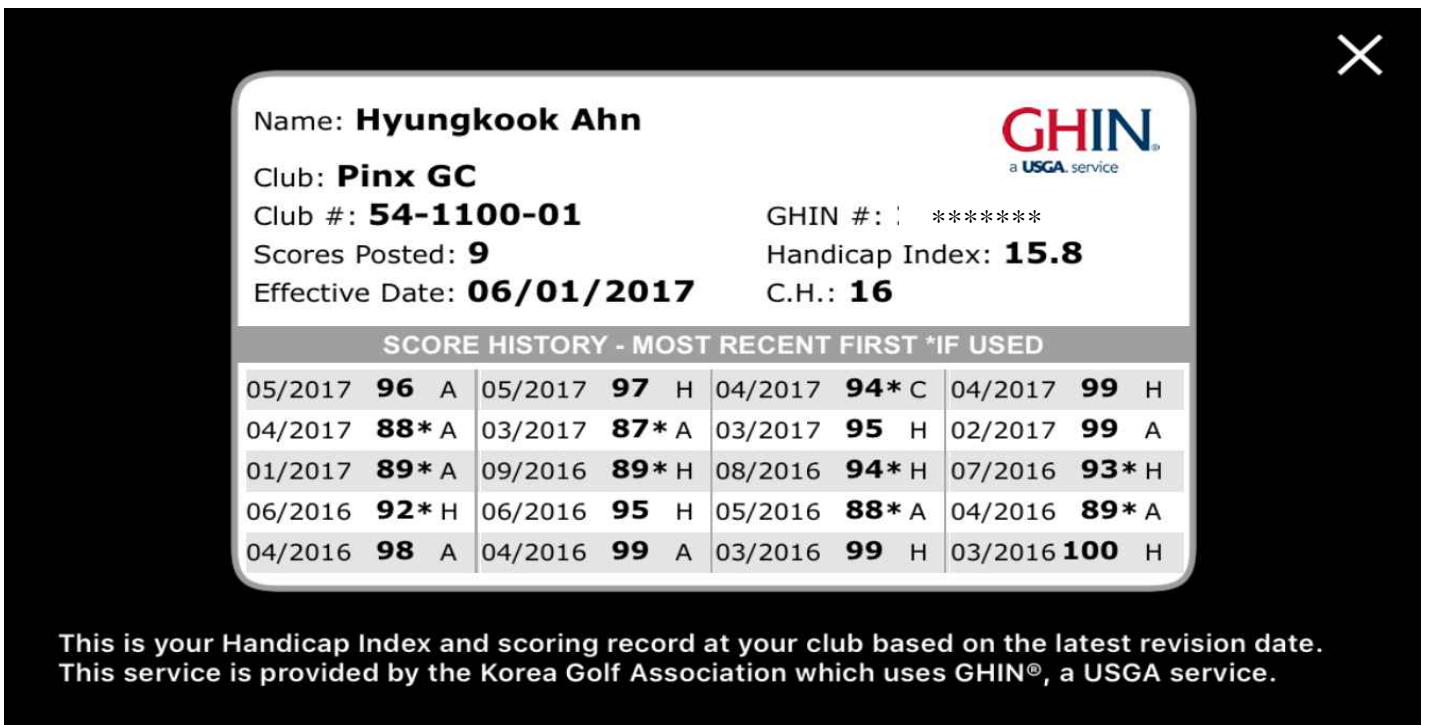 Name: Hyungkook Ahn
GHIN®
a USGA. service
Club: Pinx GC
Club #: 54-1100-01 GHIN #: *******
Scores Posted: 9 Handicap Index: 15.8
Effective Date: 06/01/2017 C.H.: 16
SCORE HISTORY - MOST RECENT FIRST *IF USED
05/2017 96 A 05/2017 97 H 04/2017 94* C 04/2017 99 H
04/2017 88* A 03/2017 87* A 03/2017 95 H 02/2017 99 A
01/2017 89* A 09/2016 89* H 08/2016 94* H 07/2016 93* H
06/2016 92* H 06/2016 95 H 05/2016 88* A 04/2016 89* A
04/2016 98 A 04/2016 99 A 03/2016 99 H 03/2016 100 H
This is your Handicap Index and scoring record at your club based on the latest revision date.
This service is provided by the Korea Golf Association which uses GHIN®, a USGA service.